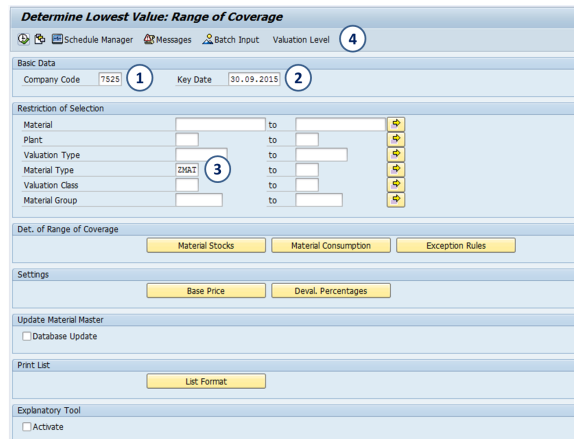 Determine Lowest Value: Range of Coverage
Schedule Manager Messages Batch Input Valuation Level 4
Basic Data
Company Code 7525 1 Key Date 30.09.2015 2
Restriction of Selection
Material to
Plant to
Valuation Type to
Material Type ZMAT 3 to
Valuation Class to
Material Group to
Det. of Range of Coverage
Material Stocks Material Consumption Exception Rules
Settings
Base Price Deval. Percentages
Update Material Master
Database Update
Print List
List Format
Explanatory Tool
Activate